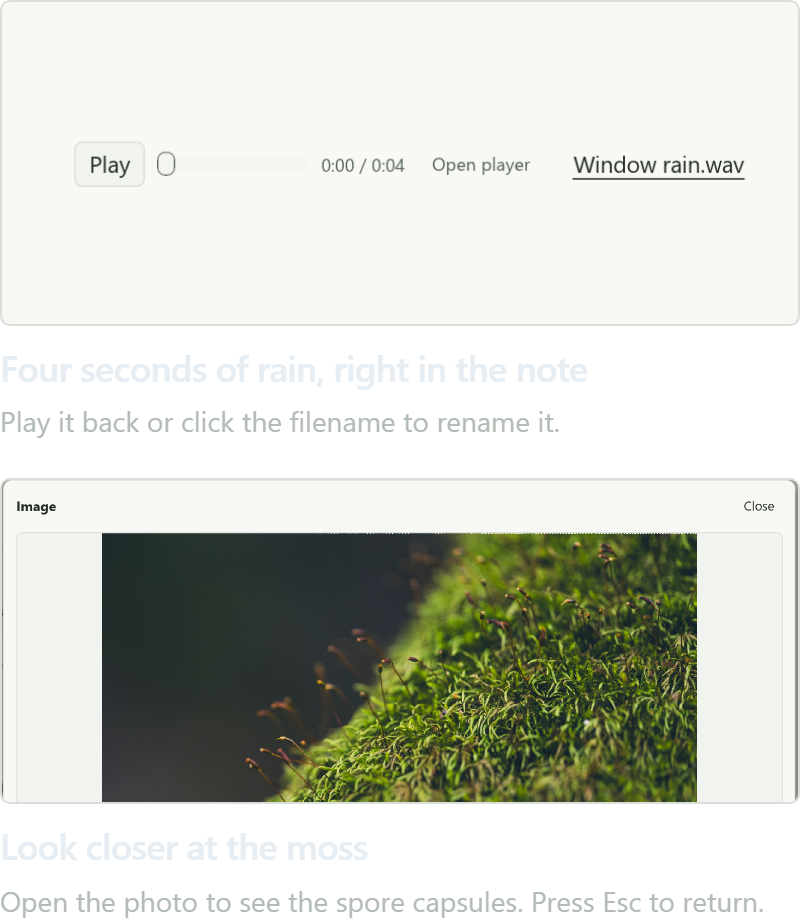 Play 0:00 / 0:04 Open player Window rain.wav
Four seconds of rain, right in the note
Play it back or click the filename to rename it.
Image Close
Look closer at the moss
Open the photo to see the spore capsules. Press Esc to return.